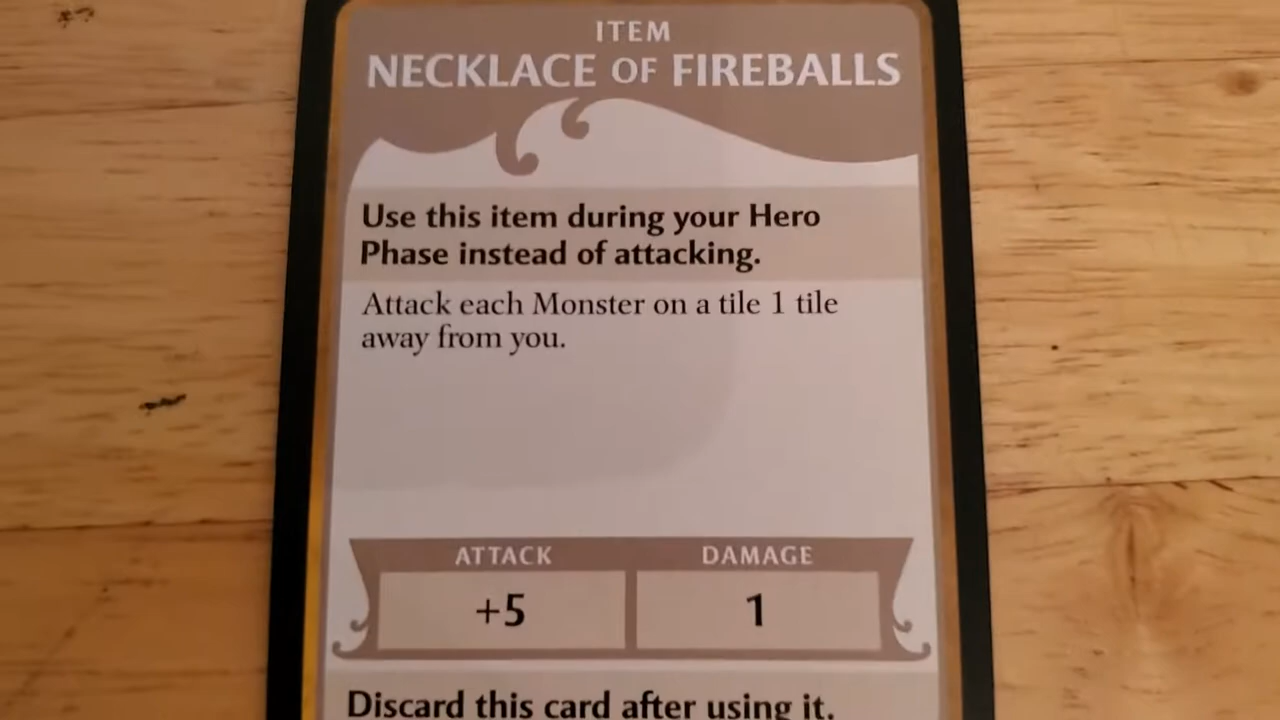 ITEM
NECKLACE OF FIREBALLS
Use this item during your Hero
Phase instead of attacking.
Attack each Monster on a tile 1 tile
away from you.
ATTACK DAMAGE
+5 1
Discard this card after using it.